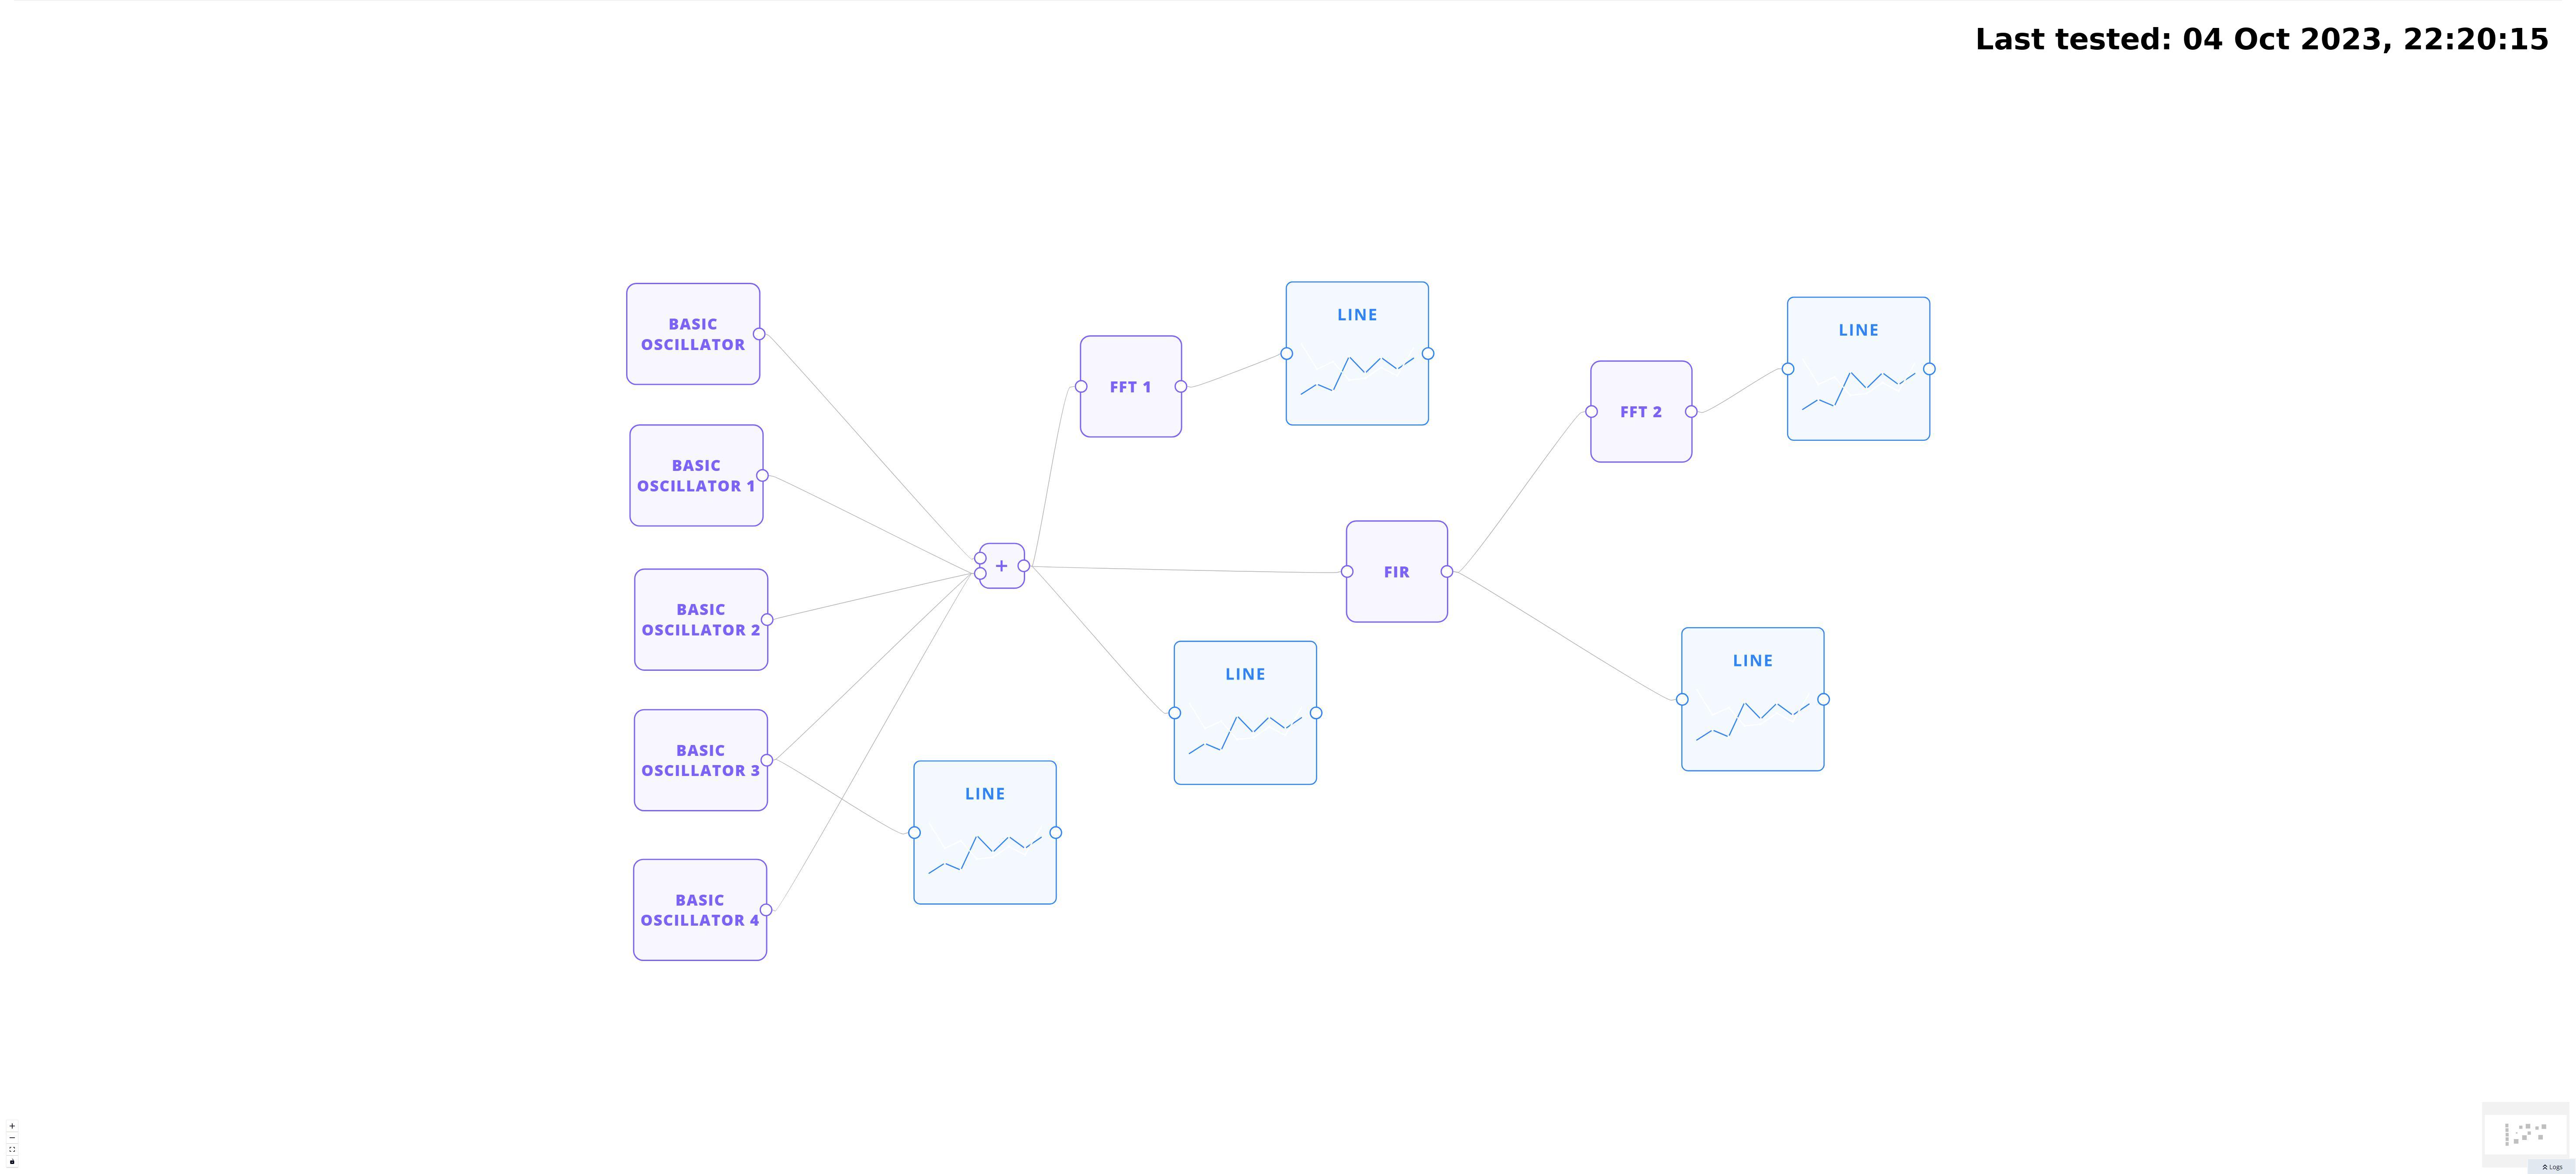 Last tested: 04 Oct 2023, 22:20:15
BASIC
OSCILLATOR
BASIC
OSCILLATOR 1
BASIC
OSCILLATOR 2
BASIC
OSCILLATOR 3
BASIC
OSCILLATOR 4
+
FFT 1
LINE
FIR
LINE
LINE
FFT 2
LINE
LINE
Logs